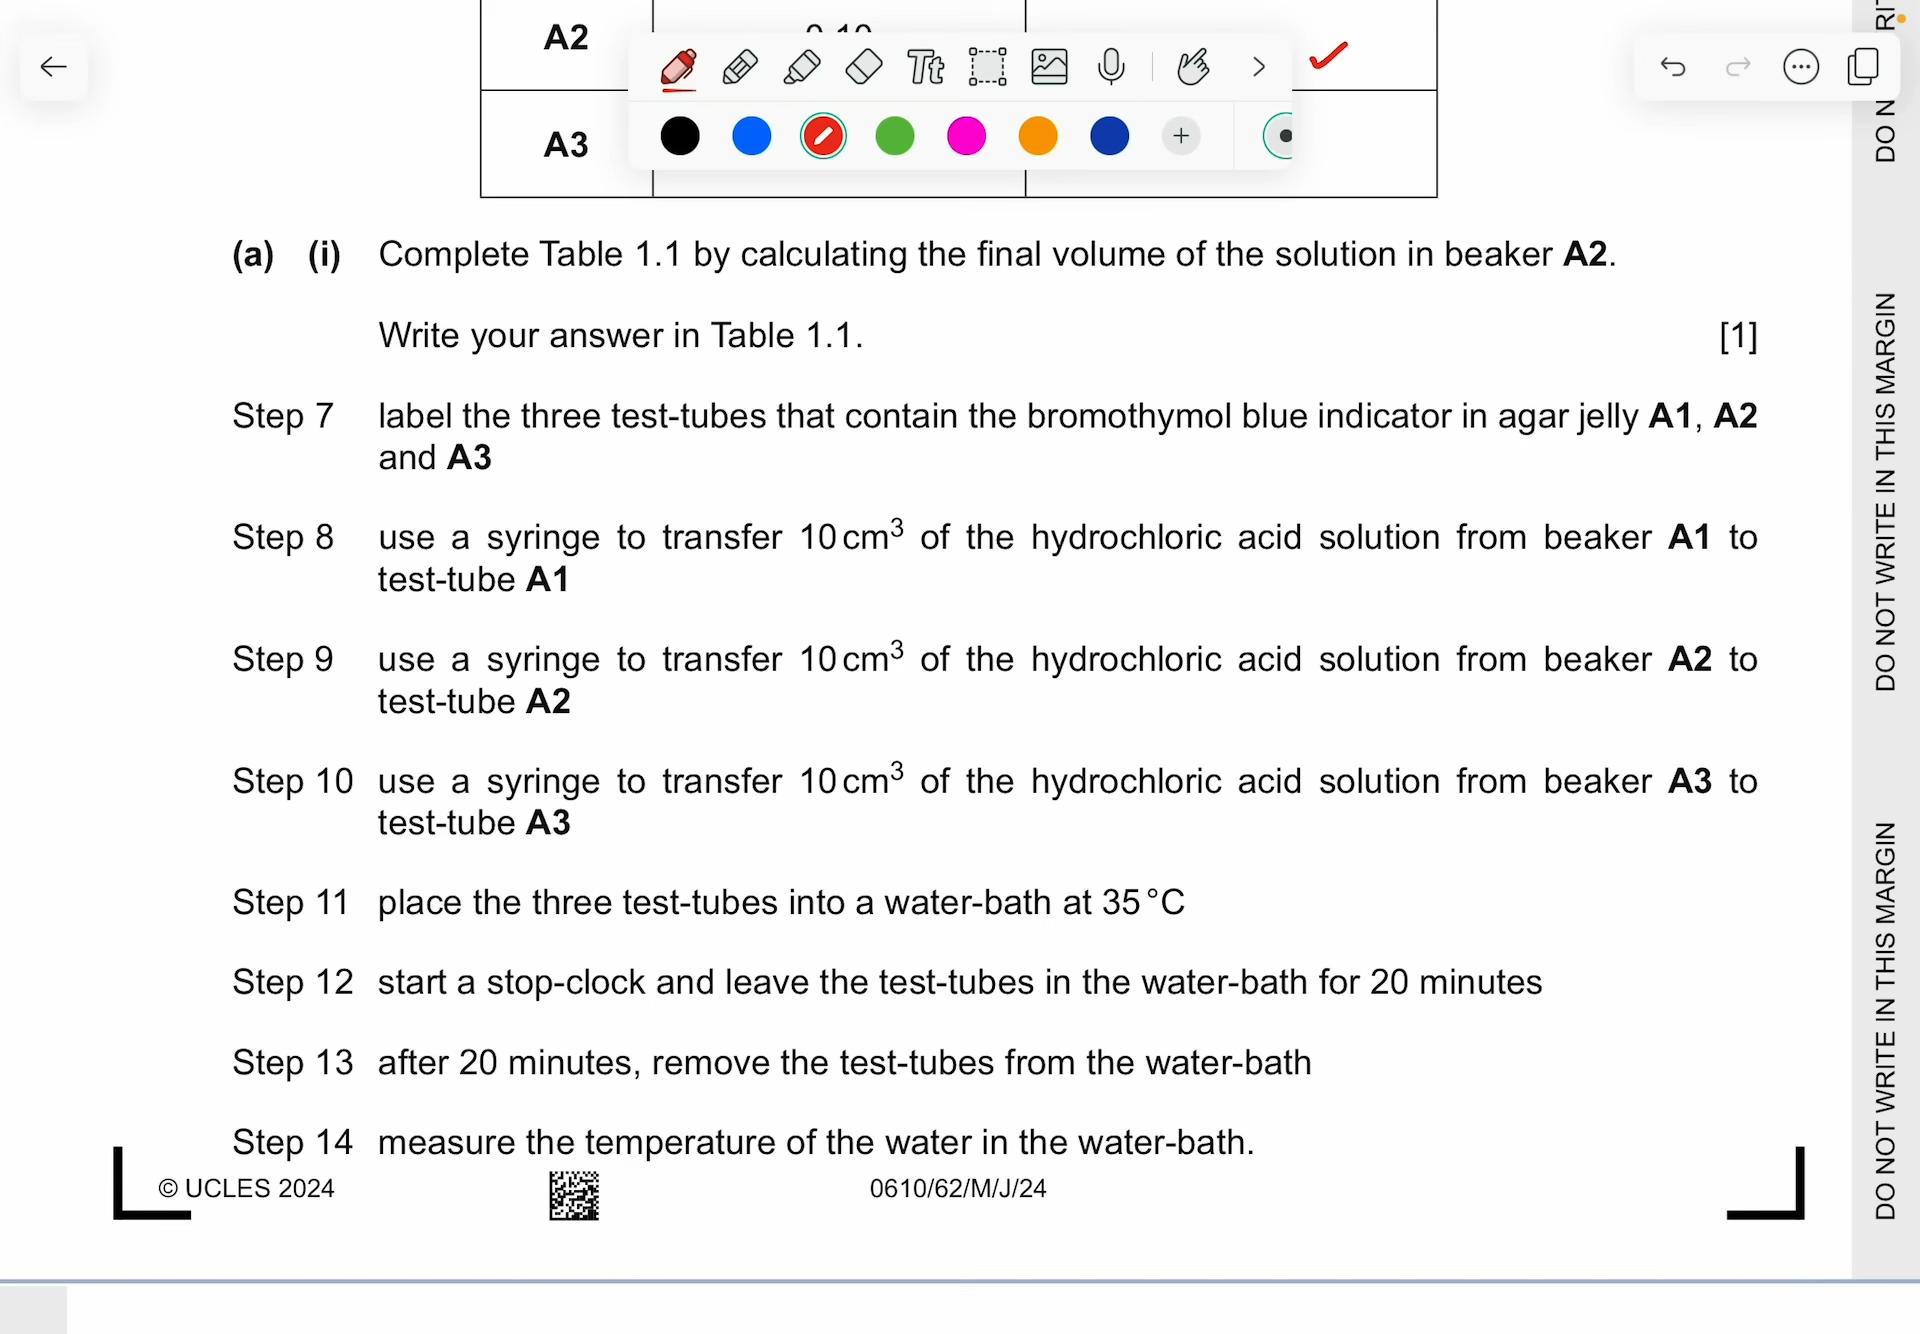 A2
Tt
A3
(a) (i) Complete Table 1.1 by calculating the final volume of the solution in beaker A2.
Write your answer in Table 1.1. [1]
Step 7 label the three test-tubes that contain the bromothymol blue indicator in agar jelly A1, A2
and A3
Step 8 use a syringe to transfer 10 cm³ of the hydrochloric acid solution from beaker A1 to
test-tube A1
Step 9 use a syringe to transfer 10 cm³ of the hydrochloric acid solution from beaker A2 to
test-tube A2
Step 10 use a syringe to transfer 10 cm³ of the hydrochloric acid solution from beaker A3 to
test-tube A3
Step 11 place the three test-tubes into a water-bath at 35 °C
Step 12 start a stop-clock and leave the test-tubes in the water-bath for 20 minutes
Step 13 after 20 minutes, remove the test-tubes from the water-bath
Step 14 measure the temperature of the water in the water-bath.
© UCLES 2024
0610/62/M/J/24
DO NOT WRITE IN THIS MARGIN
DO NOT WRITE IN THIS MARGIN